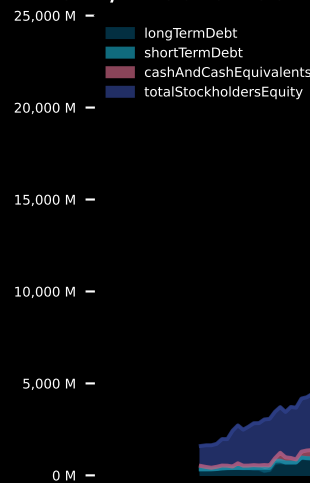 25,000 M
longTermDebt
shortTermDebt
cashAndCashEquivalents
totalStockholdersEquity
20,000 M
15,000 M
10,000 M
5,000 M
0 M